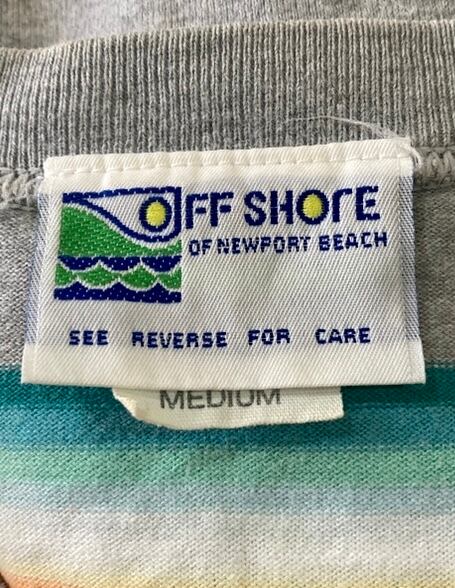 OFF SHORE
OF NEWPORT BEACH
SEE REVERSE FOR CARE
MEDIUM